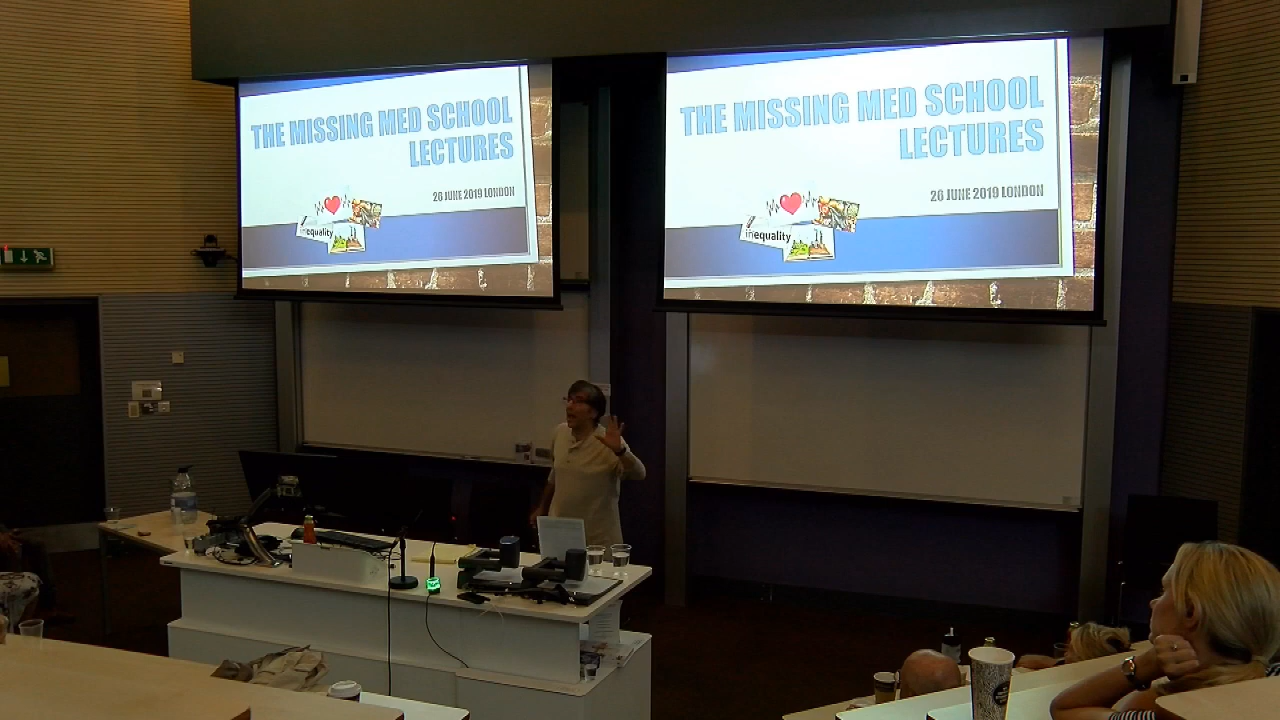 THE MISSING MED SCHOOL
LECTURES
26 JUNE 2019 LONDON
inequality
THE MISSING MED SCHOOL
LECTURES
26 JUNE 2019 LONDON
inequality